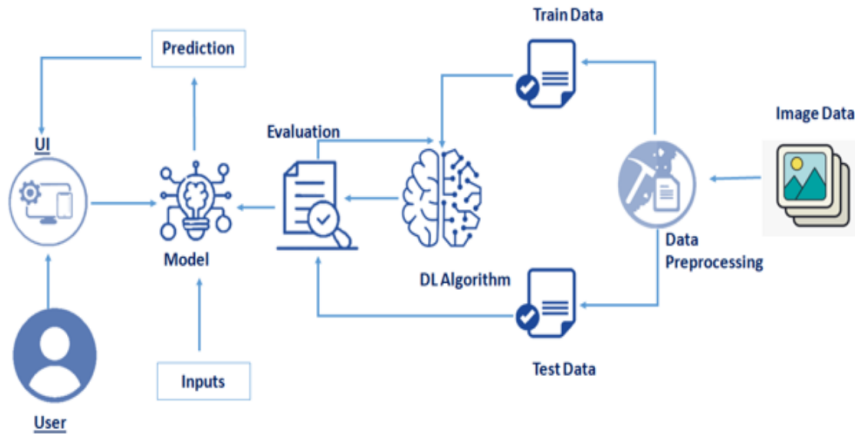 Train Data
Prediction
Image Data
Evaluation
UI
Data
Preprocessing
Model
DL Algorithm
Inputs
Test Data
User